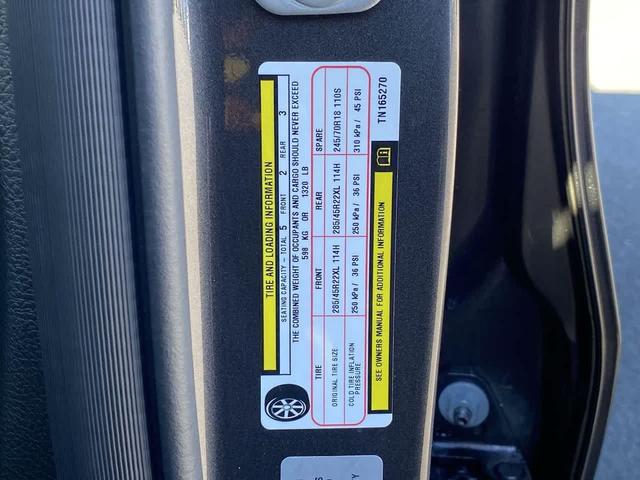 TIRE AND LOADING INFORMATION
SEATING CAPACITY - TOTAL 5 FRONT 2 REAR 3
THE COMBINED WEIGHT OF OCCUPANTS AND CARGO SHOULD NEVER EXCEED
598 KG OR 1320 LB
TIRE FRONT REAR SPARE
ORIGINAL TIRE SIZE 285/45R22XL 114H 285/45R22XL 114H 245/70R18 110S
COLD TIRE INFLATION PRESSURE 250 kPa / 36 PSI 250 kPa / 36 PSI 310 kPa / 45 PSI
SEE OWNERS MANUAL FOR ADDITIONAL INFORMATION
TN165270